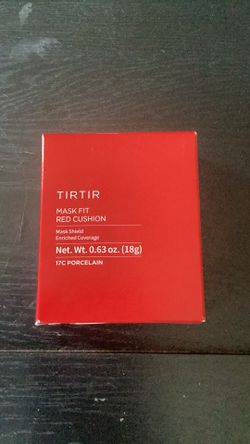 TIRTIR
MASK FIT
RED CUSHION
Mask Shield
Enriched Coverage
Net. Wt. 0.63 oz. (18g)
17C PORCELAIN